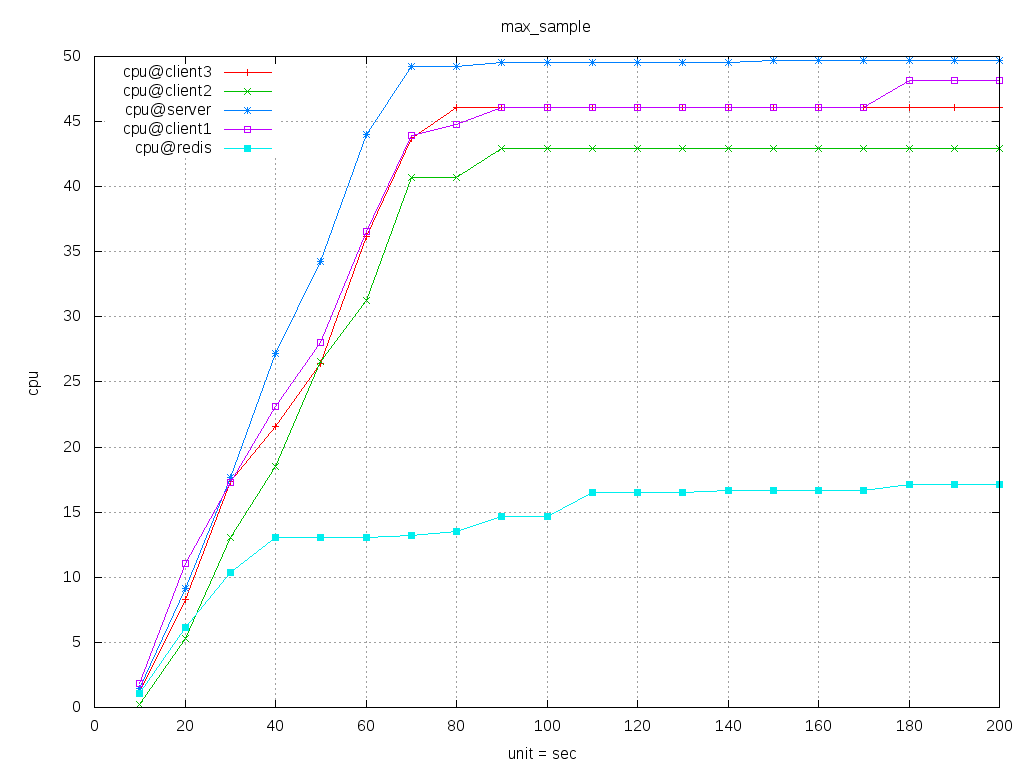 max_sample
50
45
40
35
30
25
20
15
10
5
0
cpu
cpu@client3
cpu@client2
cpu@server
cpu@client1
cpu@redis
0 20 40 60 80 100 120 140 160 180 200
unit = sec